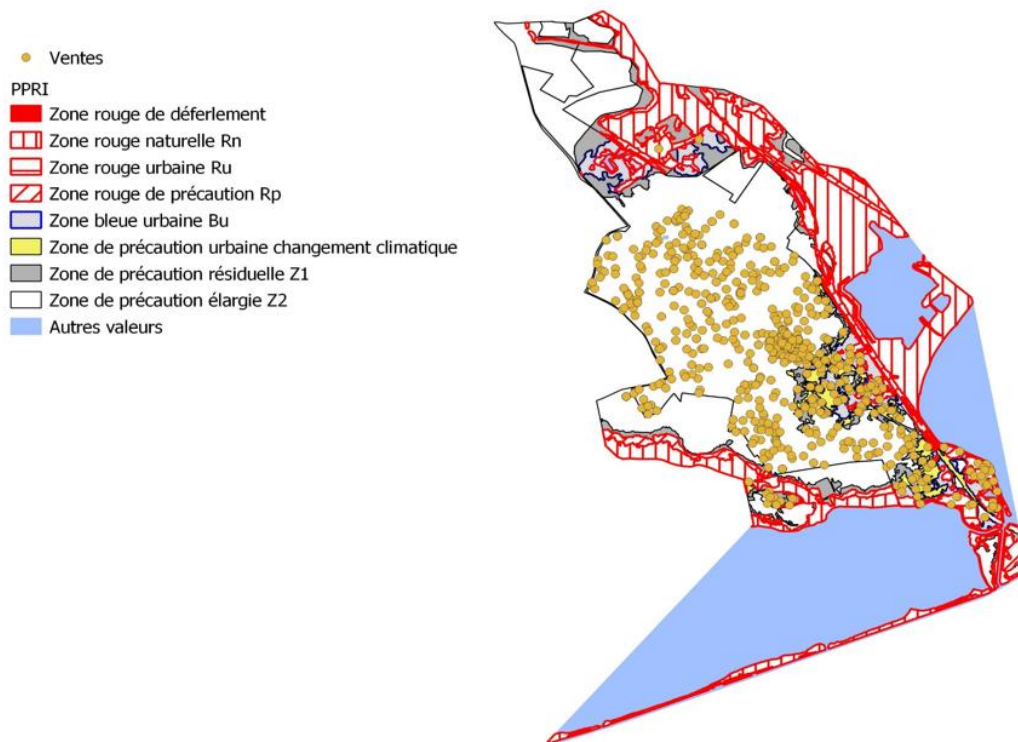 Ventes
PPRI
Zone rouge de déferlement
Zone rouge naturelle Rn
Zone rouge urbaine Ru
Zone rouge de précaution Rp
Zone bleue urbaine Bu
Zone de précaution urbaine changement climatique
Zone de précaution résiduelle Z1
Zone de précaution élargie Z2
Autres valeurs